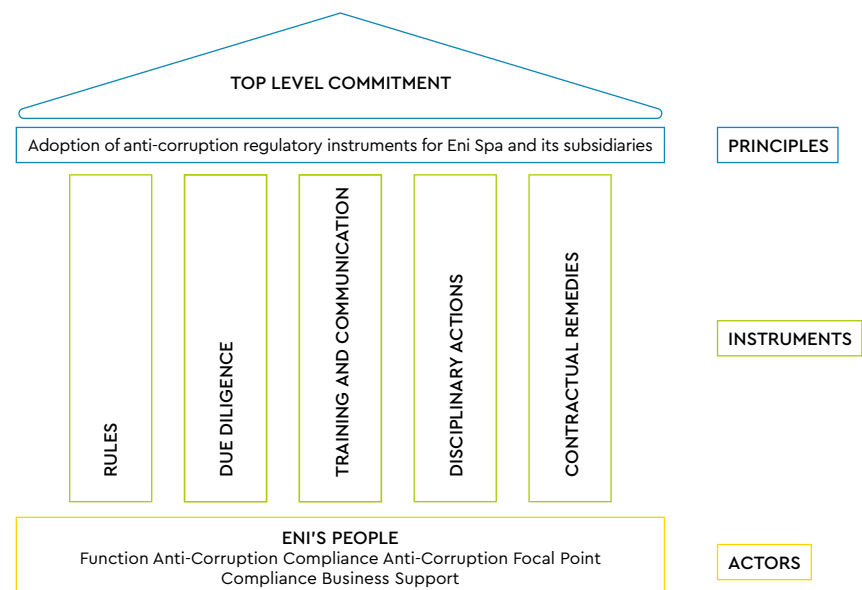 TOP LEVEL COMMITMENT
Adoption of anti-corruption regulatory instruments for Eni Spa and its subsidiaries
PRINCIPLES
RULES
DUE DILIGENCE
TRAINING AND COMMUNICATION
DISCIPLINARY ACTIONS
CONTRACTUAL REMEDIES
INSTRUMENTS
ENI'S PEOPLE
Function Anti-Corruption Compliance Anti-Corruption Focal Point
Compliance Business Support
ACTORS